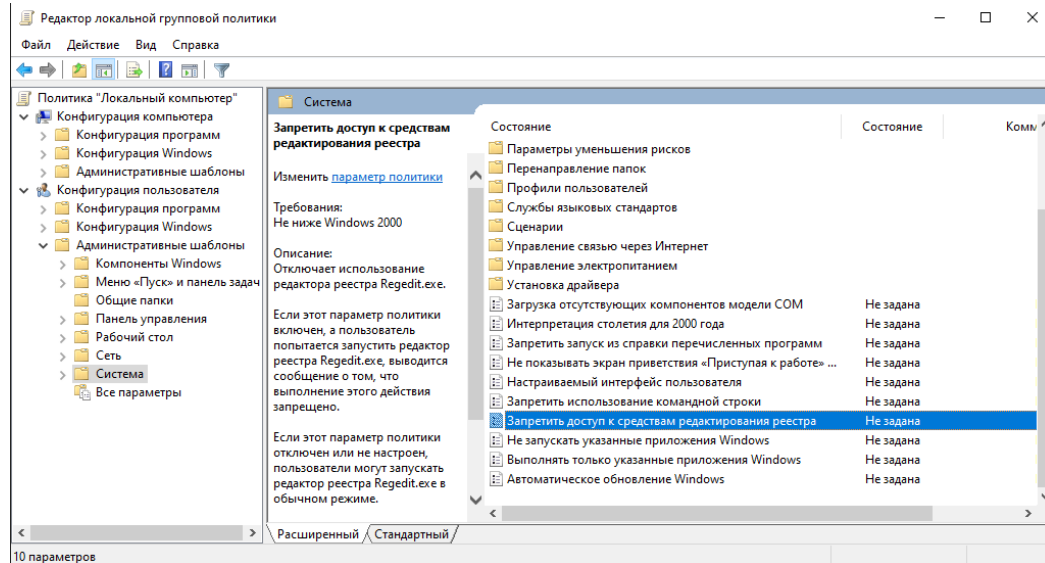 Редактор локальной групповой политики
Файл Действие Вид Справка
Политика "Локальный компьютер"
Конфигурация компьютера
Конфигурация программ
Конфигурация Windows
Административные шаблоны
Конфигурация пользователя
Конфигурация программ
Конфигурация Windows
Административные шаблоны
Компоненты Windows
Меню «Пуск» и панель задач
Общие папки
Панель управления
Рабочий стол
Сеть
Система
Все параметры
Система
Запретить доступ к средствам
редактирования реестра
Изменить параметр политики
Требования:
Не ниже Windows 2000
Описание:
Отключает использование
редактора реестра Regedit.exe.
Если этот параметр политики
включен, а пользователь
попытается запустить редактор
реестра Regedit.exe, выводится
сообщение о том, что
выполнение этого действия
запрещено.
Если этот параметр политики
отключен или не настроен,
пользователи могут запускать
редактор реестра Regedit.exe в
обычном режиме.
Состояние Состояние Комм
Параметры уменьшения рисков
Перенаправление папок
Профили пользователей
Службы языковых стандартов
Сценарии
Управление связью через Интернет
Управление электропитанием
Установка драйвера
Загрузка отсутствующих компонентов модели COM Не задана
Интерпретация столетия для 2000 года Не задана
Запретить запуск из справки перечисленных программ Не задана
Не показывать экран приветствия «Приступая к работе» ... Не задана
Настраиваемый интерфейс пользователя Не задана
Запретить использование командной строки Не задана
Запретить доступ к средствам редактирования реестра Не задана
Не запускать указанные приложения Windows Не задана
Выполнять только указанные приложения Windows Не задана
Автоматическое обновление Windows Не задана
Расширенный Стандартный
10 параметров